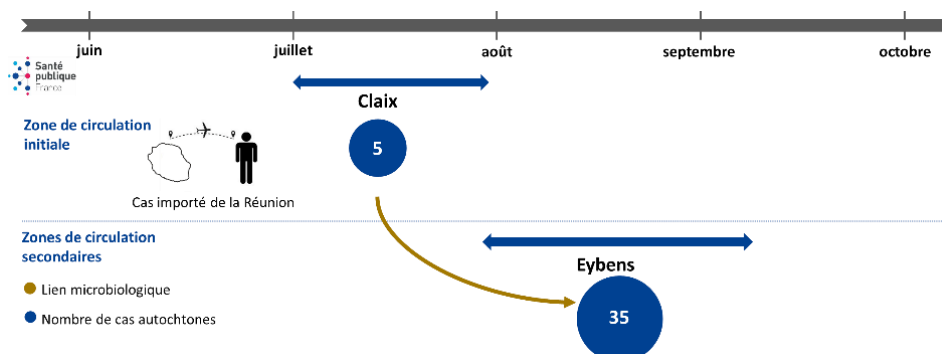 juin
juillet
août
septembre
octobre
Santé
publique
France
Claix
Zone de circulation
initiale
5
Cas importé de la Réunion
Zones de circulation
secondaires
Eybens
Lien microbiologique
35
Nombre de cas autochtones